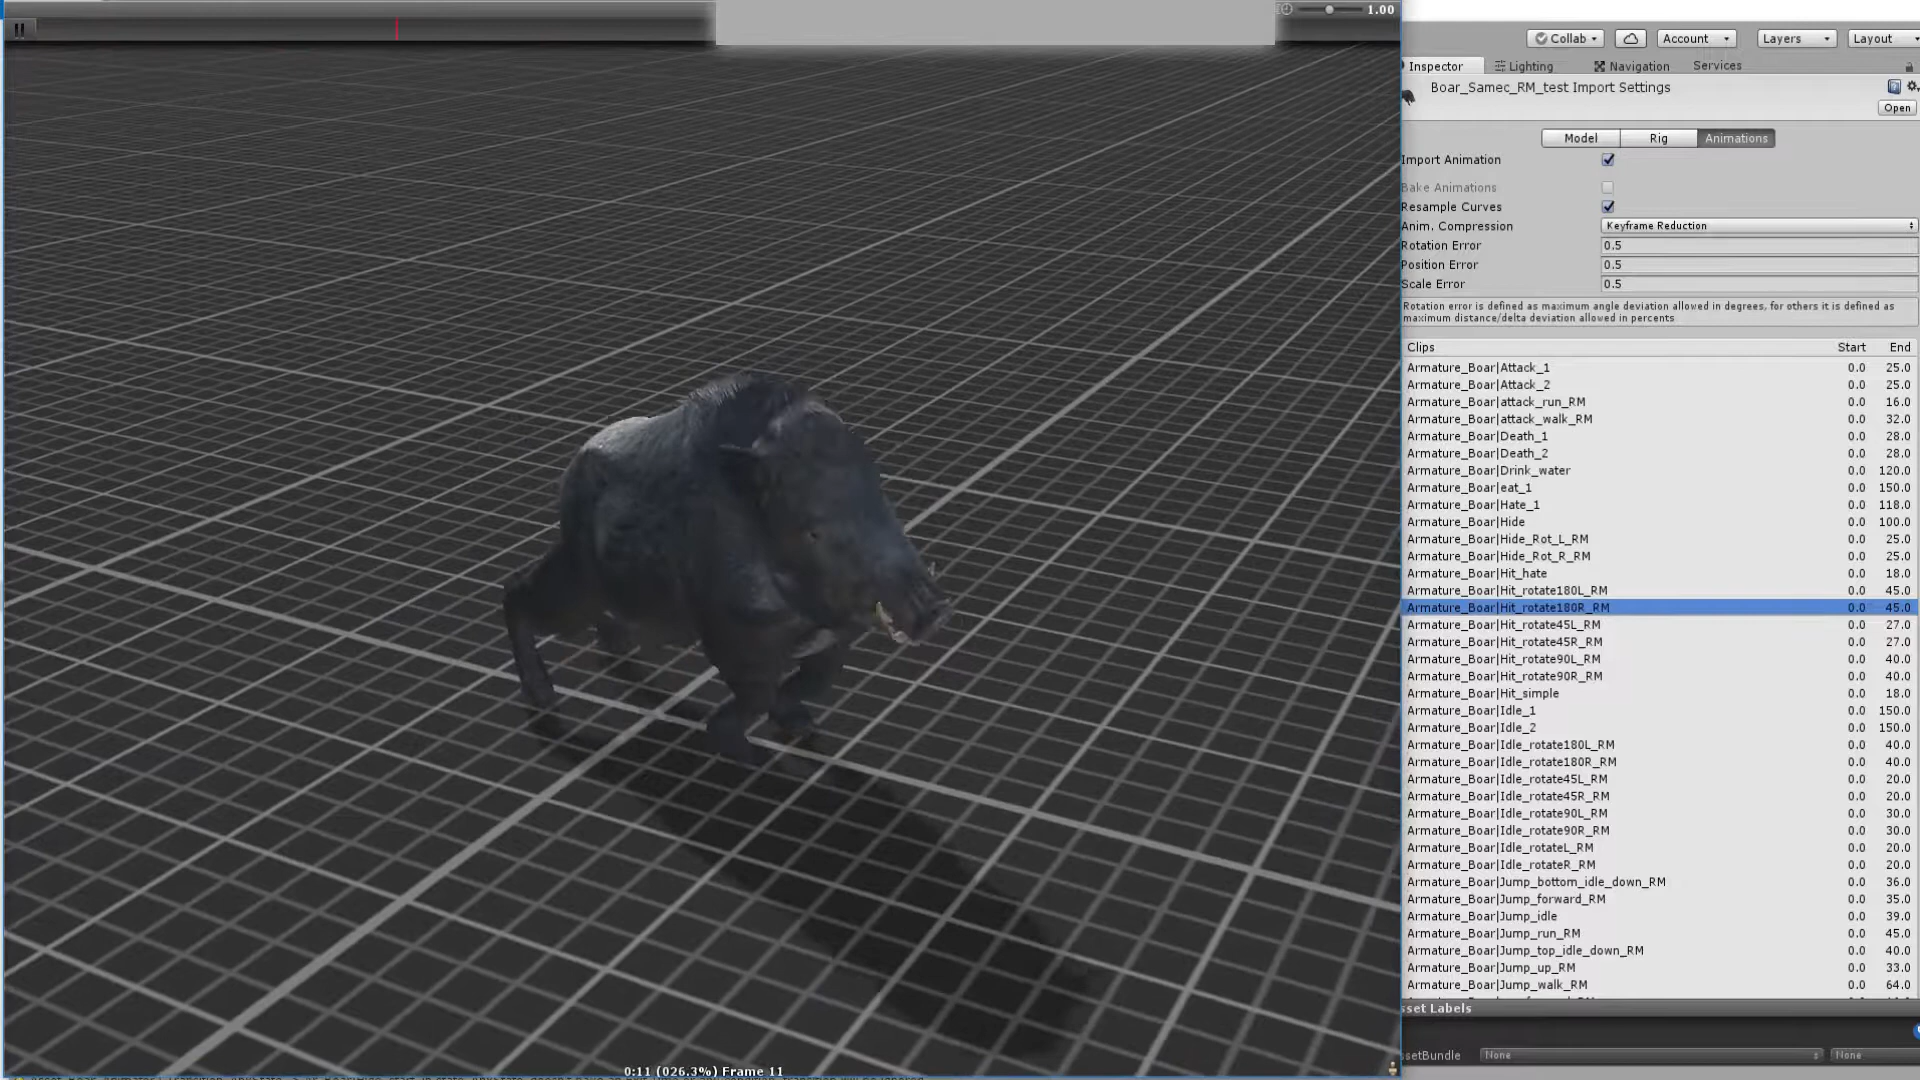 1.00
Collab
Account
Layers
Layout
Inspector
Lighting
Navigation
Services
Boar_Samec_RM_test Import Settings
Open
Model
Rig
Animations
Import Animation
Bake Animations
Resample Curves
Anim. Compression
Keyframe Reduction
Rotation Error
0.5
Position Error
0.5
Scale Error
0.5
Rotation error is defined as maximum angle deviation allowed in degrees, for others it is defined as
maximum distance/delta deviation allowed in percents
Clips Start End
Armature_Boar|Attack_1 0.0 25.0
Armature_Boar|Attack_2 0.0 25.0
Armature_Boar|attack_run_RM 0.0 16.0
Armature_Boar|attack_walk_RM 0.0 32.0
Armature_Boar|Death_1 0.0 28.0
Armature_Boar|Death_2 0.0 28.0
Armature_Boar|Drink_water 0.0 120.0
Armature_Boar|eat_1 0.0 150.0
Armature_Boar|Hate_1 0.0 118.0
Armature_Boar|Hide 0.0 100.0
Armature_Boar|Hide_Rot_L_RM 0.0 25.0
Armature_Boar|Hide_Rot_R_RM 0.0 25.0
Armature_Boar|Hit_hate 0.0 18.0
Armature_Boar|Hit_rotate180L_RM 0.0 45.0
Armature_Boar|Hit_rotate180R_RM 0.0 45.0
Armature_Boar|Hit_rotate45L_RM 0.0 27.0
Armature_Boar|Hit_rotate45R_RM 0.0 27.0
Armature_Boar|Hit_rotate90L_RM 0.0 40.0
Armature_Boar|Hit_rotate90R_RM 0.0 40.0
Armature_Boar|Hit_simple 0.0 18.0
Armature_Boar|Idle_1 0.0 150.0
Armature_Boar|Idle_2 0.0 150.0
Armature_Boar|Idle_rotate180L_RM 0.0 40.0
Armature_Boar|Idle_rotate180R_RM 0.0 40.0
Armature_Boar|Idle_rotate45L_RM 0.0 20.0
Armature_Boar|Idle_rotate45R_RM 0.0 20.0
Armature_Boar|Idle_rotate90L_RM 0.0 30.0
Armature_Boar|Idle_rotate90R_RM 0.0 30.0
Armature_Boar|Idle_rotateL_RM 0.0 20.0
Armature_Boar|Idle_rotateR_RM 0.0 20.0
Armature_Boar|Jump_bottom_idle_down_RM 0.0 36.0
Armature_Boar|Jump_forward_RM 0.0 35.0
Armature_Boar|Jump_idle 0.0 39.0
Armature_Boar|Jump_run_RM 0.0 45.0
Armature_Boar|Jump_top_idle_down_RM 0.0 40.0
Armature_Boar|Jump_up_RM 0.0 33.0
Armature_Boar|Jump_walk_RM 0.0 64.0
sset Labels
ssetBundle
None
None
0:11 (026.3%) Frame 11